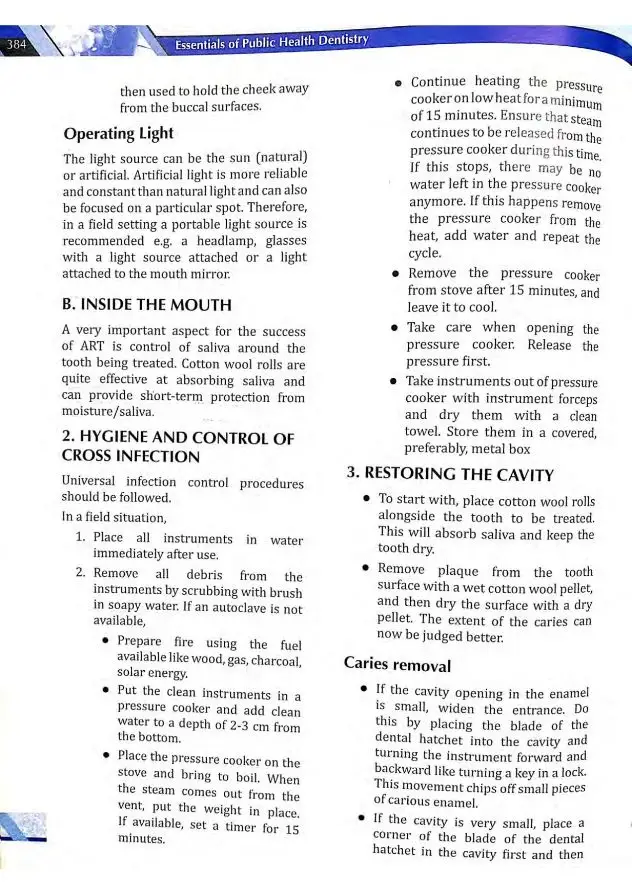 384
Essentials of Public Health Dentistry
then used to hold the cheek away
from the buccal surfaces.
Operating Light
The light source can be the sun (natural)
or artificial. Artificial light is more reliable
and constant than natural light and can also
be focused on a particular spot. Therefore,
in a field setting a portable light source is
recommended e.g. a headlamp, glasses
with a light source attached or a light
attached to the mouth mirror.
B. INSIDE THE MOUTH
A very important aspect for the success
of ART is control of saliva around the
tooth being treated. Cotton wool rolls are
quite effective at absorbing saliva and
can provide short-term protection from
moisture/saliva.
2. HYGIENE AND CONTROL OF
CROSS INFECTION
Universal infection control procedures
should be followed.
In a field situation,
1. Place all instruments in water
immediately after use.
2. Remove all debris from the
instruments by scrubbing with brush
in soapy water. If an autoclave is not
available,
• Prepare fire using the fuel
available like wood, gas, charcoal,
solar energy.
• Put the clean instruments in a
pressure cooker and add clean
water to a depth of 2-3 cm from
the bottom.
• Place the pressure cooker on the
stove and bring to boil. When
the steam comes out from the
vent, put the weight in place.
If available, set a timer for 15
minutes.
• Continue heating the pressure
cooker on low heat for a minimum
of 15 minutes. Ensure that steam
continues to be released from the
pressure cooker during this time.
If this stops, there may be no
water left in the pressure cooker
anymore. If this happens remove
the pressure cooker from the
heat, add water and repeat the
cycle.
• Remove the pressure cooker
from stove after 15 minutes, and
leave it to cool.
• Take care when opening the
pressure cooker. Release the
pressure first.
• Take instruments out of pressure
cooker with instrument forceps
and dry them with a clean
towel. Store them in a covered,
preferably, metal box
3. RESTORING THE CAVITY
• To start with, place cotton wool rolls
alongside the tooth to be treated.
This will absorb saliva and keep the
tooth dry.
• Remove plaque from the tooth
surface with a wet cotton wool pellet,
and then dry the surface with a dry
pellet. The extent of the caries can
now be judged better.
Caries removal
• If the cavity opening in the enamel
is small, widen the entrance. Do
this by placing the blade of the
dental hatchet into the cavity and
turning the instrument forward and
backward like turning a key in a lock.
This movement chips off small pieces
of carious enamel.
• If the cavity is very small, place a
corner of the blade of the dental
hatchet in the cavity first and then